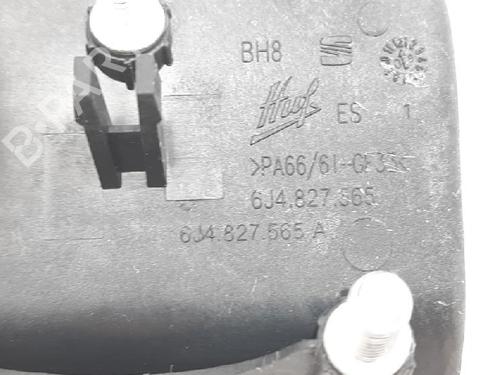 BH8
Huf
ES - 1
>PA66/6I-GF35<
6J4.827.565
6J4.827.565 A